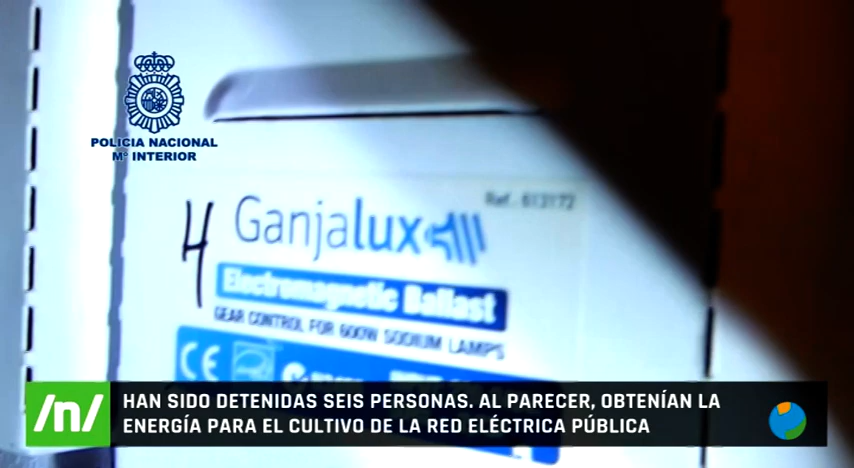 POLICIA NACIONAL
Mº INTERIOR
Ref. 613172
4
Ganjalux
Electromagnetic Ballast
GEAR CONTROL FOR 600W SODIUM LAMPS
CE
/n/
HAN SIDO DETENIDAS SEIS PERSONAS. AL PARECER, OBTENÍAN LA
ENERGÍA PARA EL CULTIVO DE LA RED ELÉCTRICA PÚBLICA